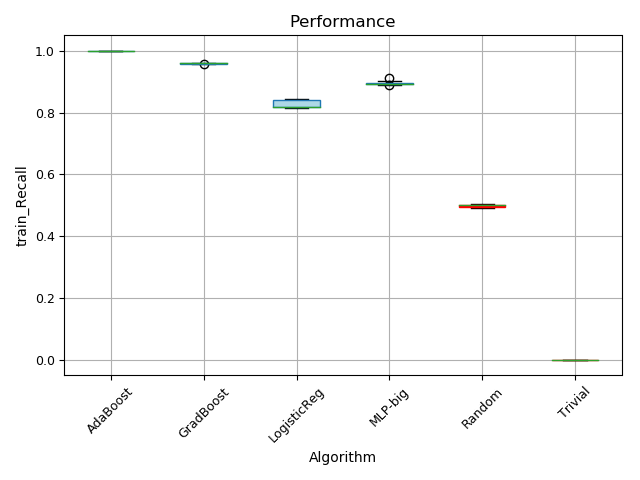 Performance
train_Recall
1.0
0.8
0.6
0.4
0.2
0.0
AdaBoost
GradBoost
LogisticReg
MLP-big
Random
Trivial
Algorithm